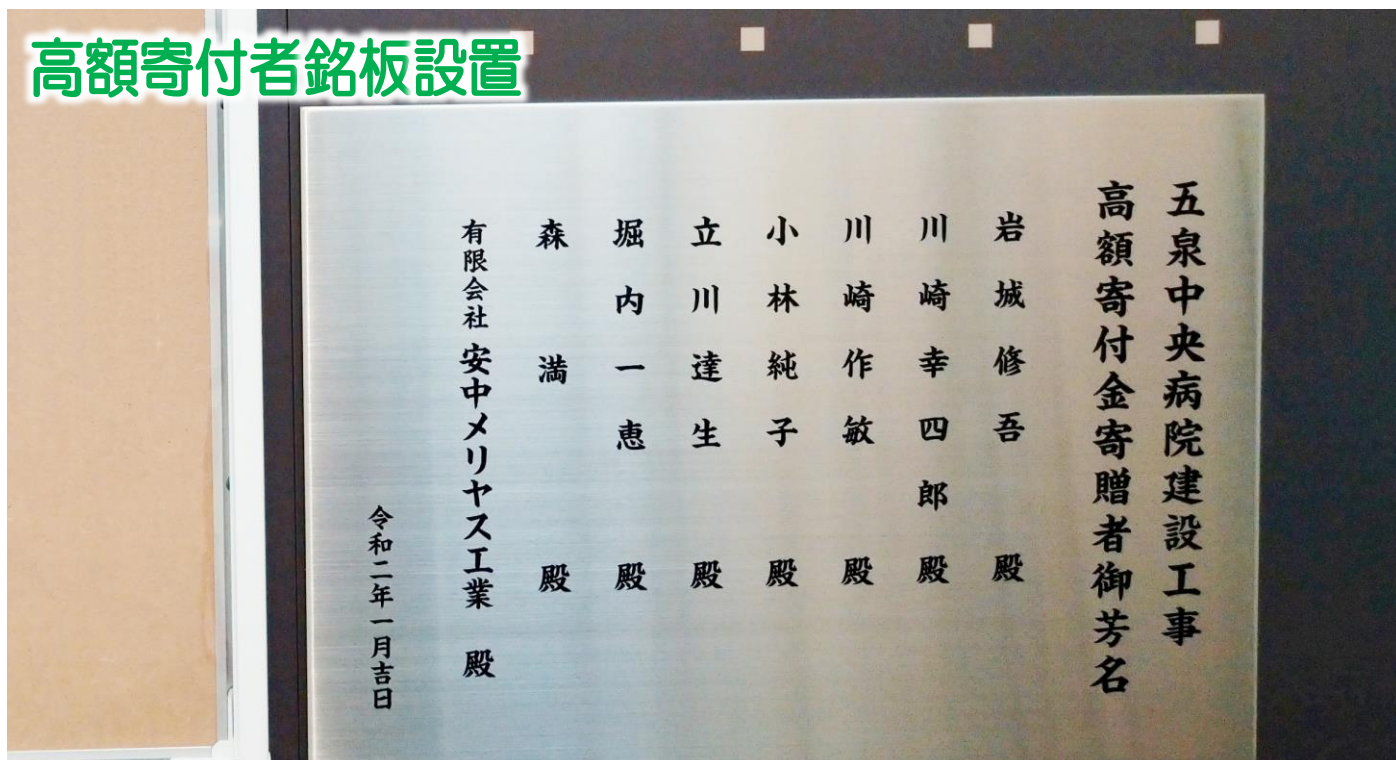 高額寄付者銘板設置
五泉中央病院建設工事
高額寄付金寄贈者御芳名
岩城修吾 殿
川崎幸四郎 殿
川崎作敏 殿
小林純子 殿
立川達生 殿
堀内一恵 殿
森 満 殿
有限会社 安中メリヤス工業 殿
令和二年一月吉日